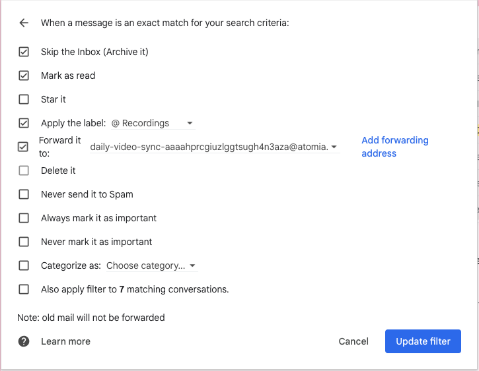 When a message is an exact match for your search criteria:
Skip the Inbox (Archive it)
Mark as read
Star it
Apply the label: @ Recordings
Forward it to: daily-video-sync-aaaahprcgiuzlggtsugh4n3aza@atomia.
Add forwarding address
Delete it
Never send it to Spam
Always mark it as important
Never mark it as important
Categorize as: Choose category...
Also apply filter to 7 matching conversations.
Note: old mail will not be forwarded
Learn more
Cancel
Update filter